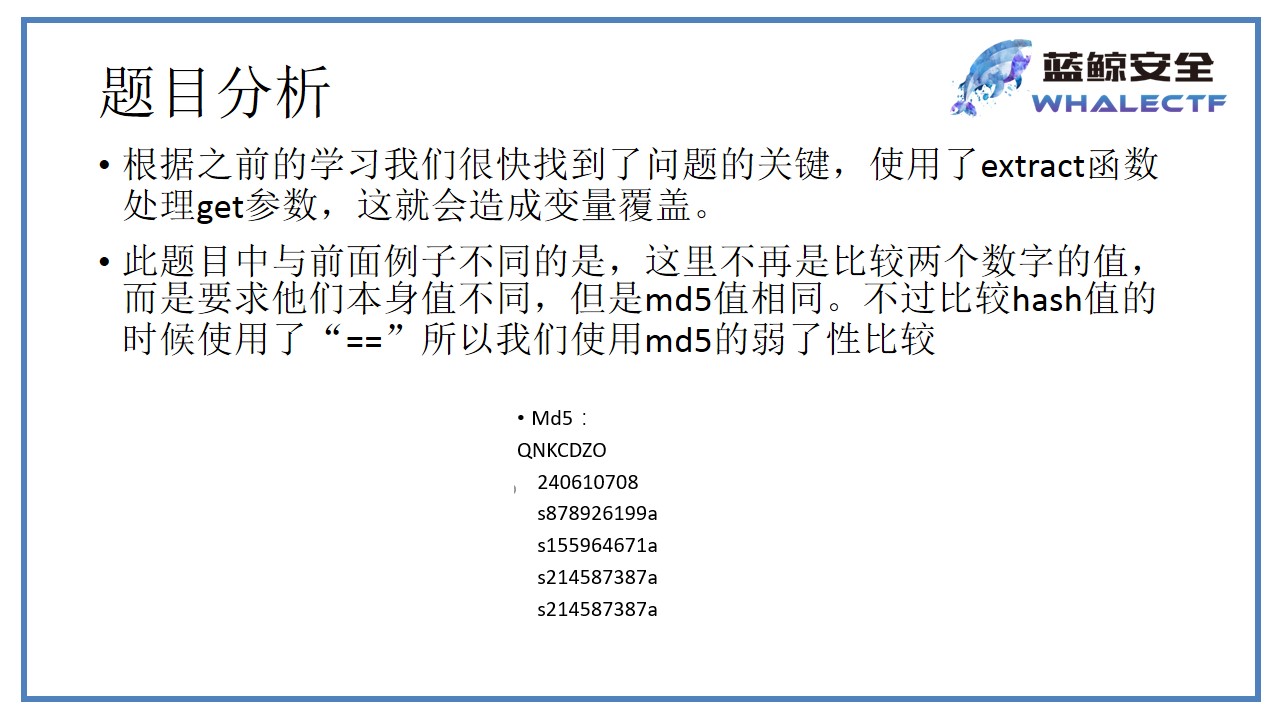 题目分析
蓝鲸安全
WHALECTF
• 根据之前的学习我们很快找到了问题的关键，使用了extract函数
处理get参数，这就会造成变量覆盖。
• 此题目中与前面例子不同的是，这里不再是比较两个数字的值，
而是要求他们本身值不同，但是md5值相同。不过比较hash值的
时候使用了“==”所以我们使用md5的弱了性比较
• Md5：
QNKCDZO
240610708
s878926199a
s155964671a
s214587387a
s214587387a